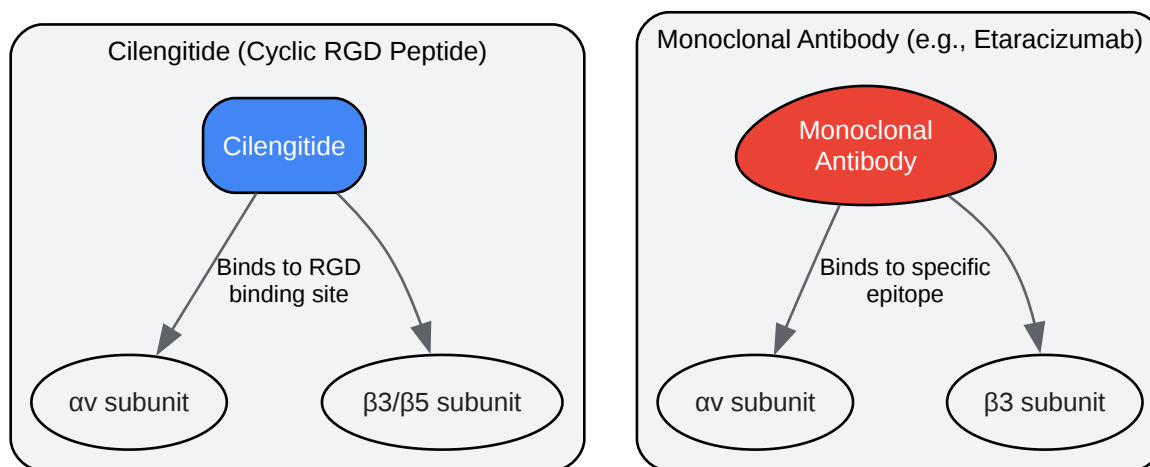 Cilengitide (Cyclic RGD Peptide)
Cilengitide
Binds to RGD
binding site
αv subunit
β3/β5 subunit
Monoclonal Antibody (e.g., Etaracizumab)
Monoclonal
Antibody
Binds to specific
epitope
αv subunit
β3 subunit